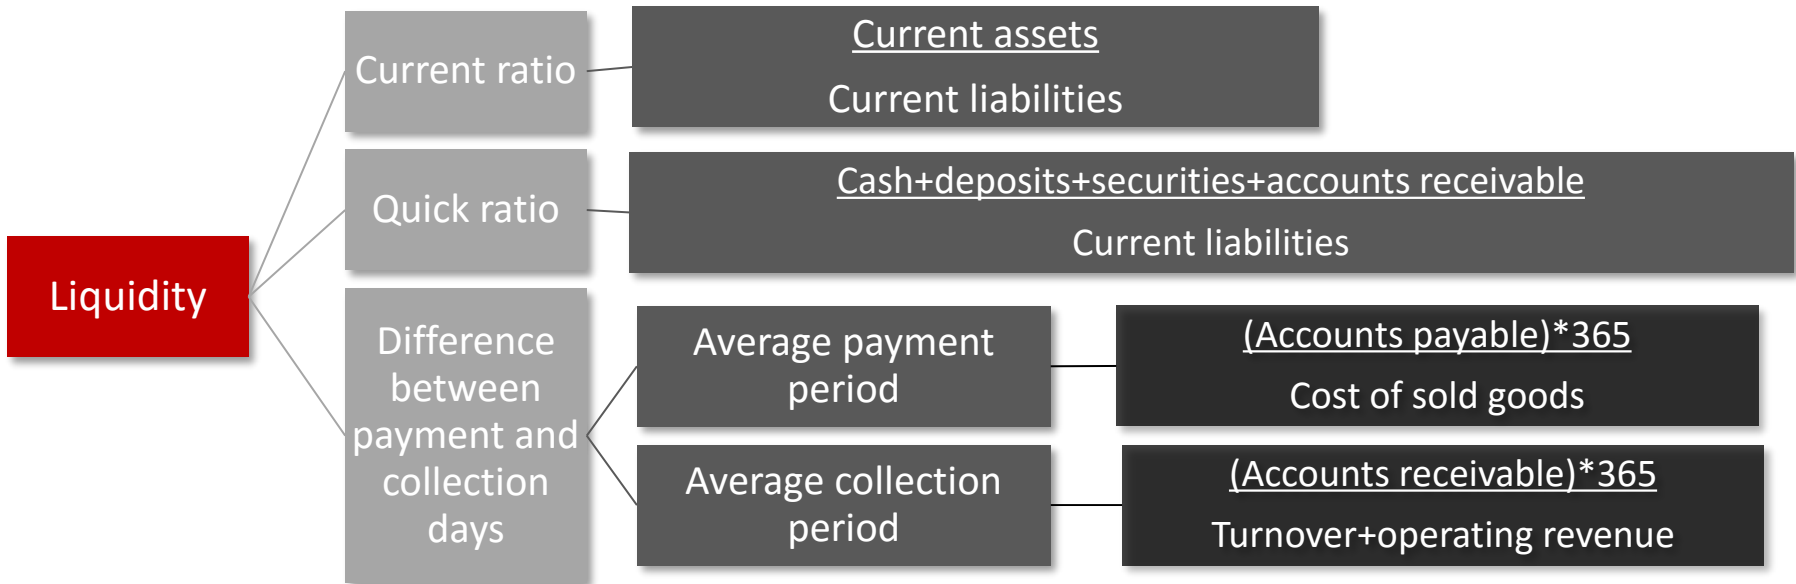 Liquidity
Current ratio
Current assets
Current liabilities
Quick ratio
Cash+deposits+securities+accounts receivable
Current liabilities
Difference
between
payment and
collection
days
Average payment
period
(Accounts payable)*365
Cost of sold goods
Average collection
period
(Accounts receivable)*365
Turnover+operating revenue